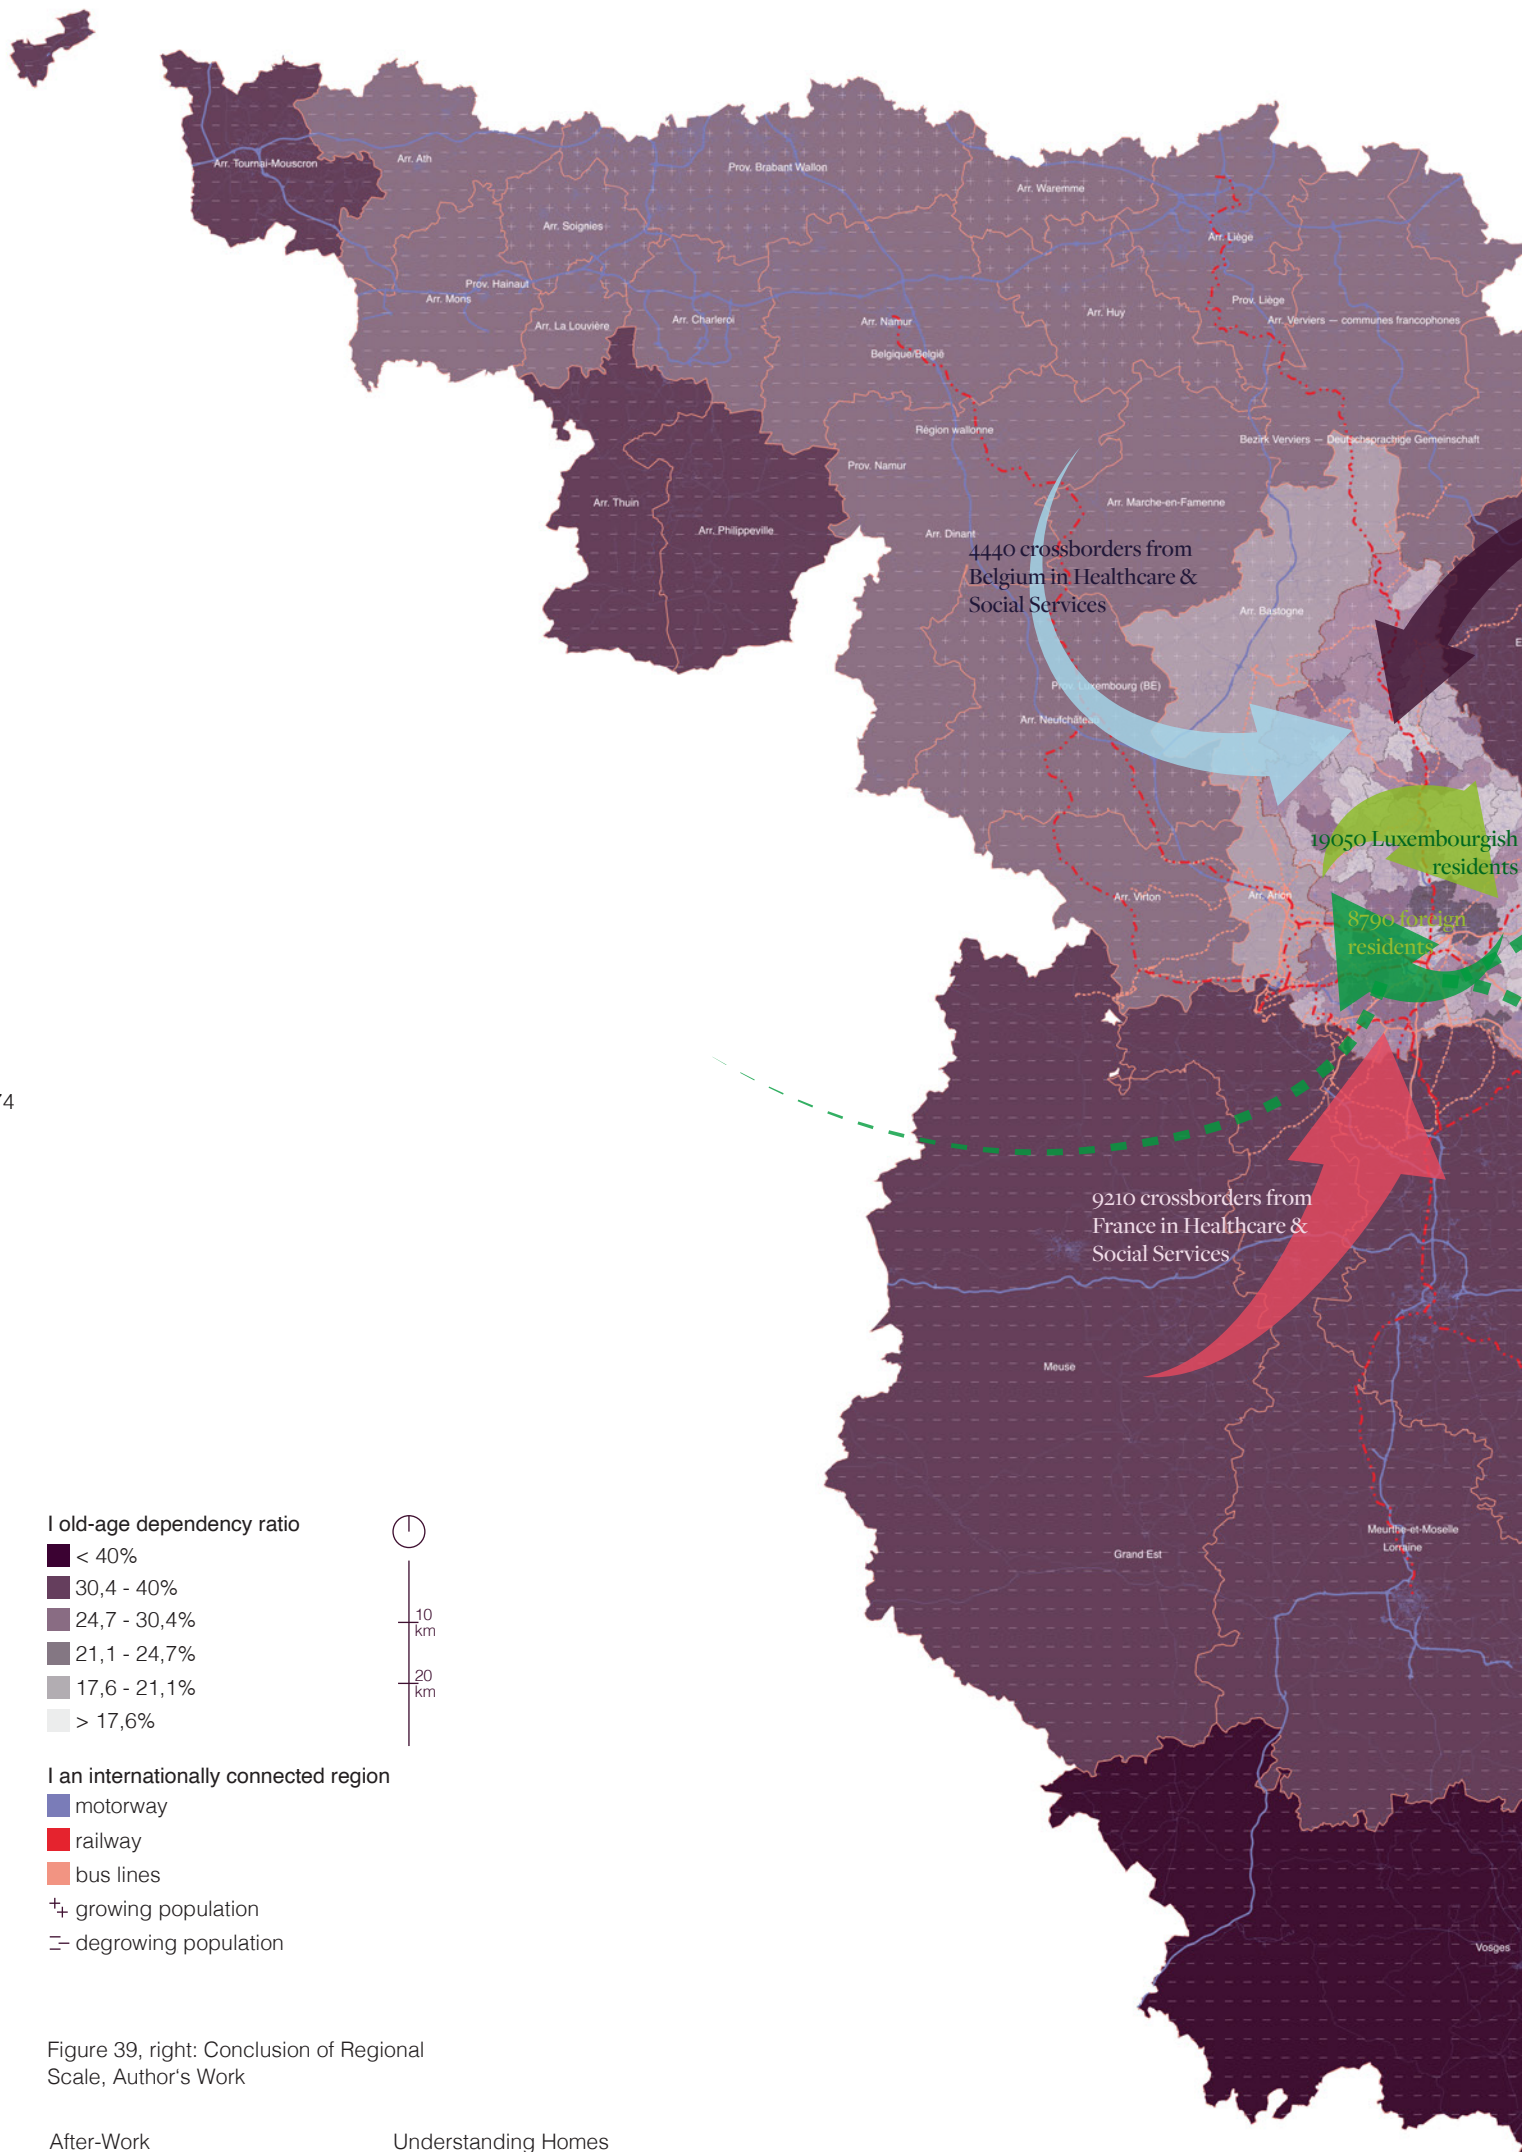 Arr. Tournai-Mouscron
Arr. Ath
Prov. Brabant Wallon
Arr. Waremme
Arr. Soignies
Arr. Liège
Prov. Hainaut
Arr. Mons
Prov. Liège
Arr. La Louvière
Arr. Charleroi
Arr. Namur
Arr. Huy
Arr. Verviers — communes francophones
Belgique/België
Région wallonne
Bezirk Verviers — Deutschsprachige Gemeinschaft
Prov. Namur
Arr. Thuin
Arr. Philippeville
Arr. Marche-en-Famenne
Arr. Dinant
4440 crossborders from
Belgium in Healthcare &
Social Services
Arr. Bastogne
E
Prov. Luxembourg (BE)
Arr. Neufchâteau
19050 Luxembourgish
residents
Arr. Virton
Arr. Arlon
8790 foreign
residents
74
9210 crossborders from
France in Healthcare &
Social Services
Meuse
Meurthe-et-Moselle
Lorraine
Grand Est
Vosges
I old-age dependency ratio
< 40%
30,4 - 40%
24,7 - 30,4%
21,1 - 24,7%
17,6 - 21,1%
> 17,6%
10
km
20
km
I an internationally connected region
motorway
railway
bus lines
growing population
degrowing population
Figure 39, right: Conclusion of Regional
Scale, Author‘s Work
After-Work
Understanding Homes